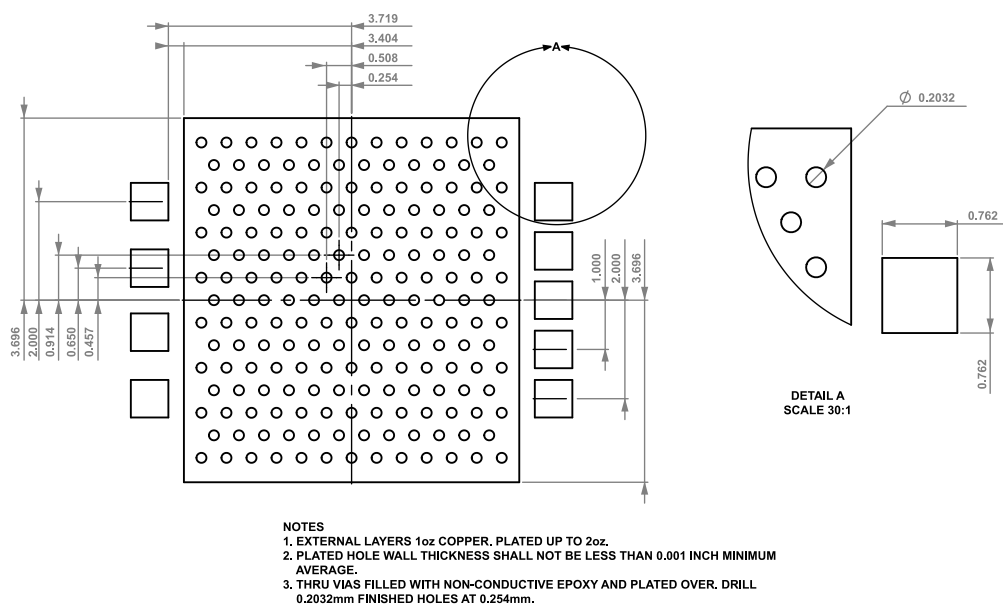 3.719
3.404
0.508
0.254
A
Ø 0.2032
0.762
3.696
2.000
0.914
0.650
0.457
1.000
2.000
3.696
0.762
DETAIL A
SCALE 30:1
NOTES
1. EXTERNAL LAYERS 1oz COPPER. PLATED UP TO 2oz.
2. PLATED HOLE WALL THICKNESS SHALL NOT BE LESS THAN 0.001 INCH MINIMUM
AVERAGE.
3. THRU VIAS FILLED WITH NON-CONDUCTIVE EPOXY AND PLATED OVER. DRILL
0.2032mm FINISHED HOLES AT 0.254mm.